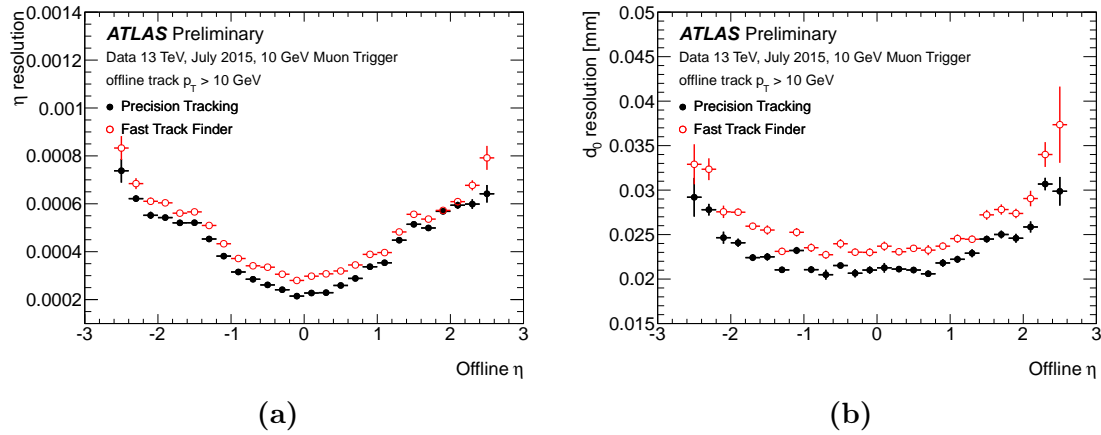 0.0014
0.0012
0.001
0.0008
0.0006
0.0004
0.0002
η resolution
ATLAS Preliminary
Data 13 TeV, July 2015, 10 GeV Muon Trigger
offline track p_T > 10 GeV
Precision Tracking
Fast Track Finder
-3 -2 -1 0 1 2 3
Offline η
(a)
0.05
0.045
0.04
0.035
0.03
0.025
0.02
0.015
d_0 resolution [mm]
ATLAS Preliminary
Data 13 TeV, July 2015, 10 GeV Muon Trigger
offline track p_T > 10 GeV
Precision Tracking
Fast Track Finder
-3 -2 -1 0 1 2 3
Offline η
(b)